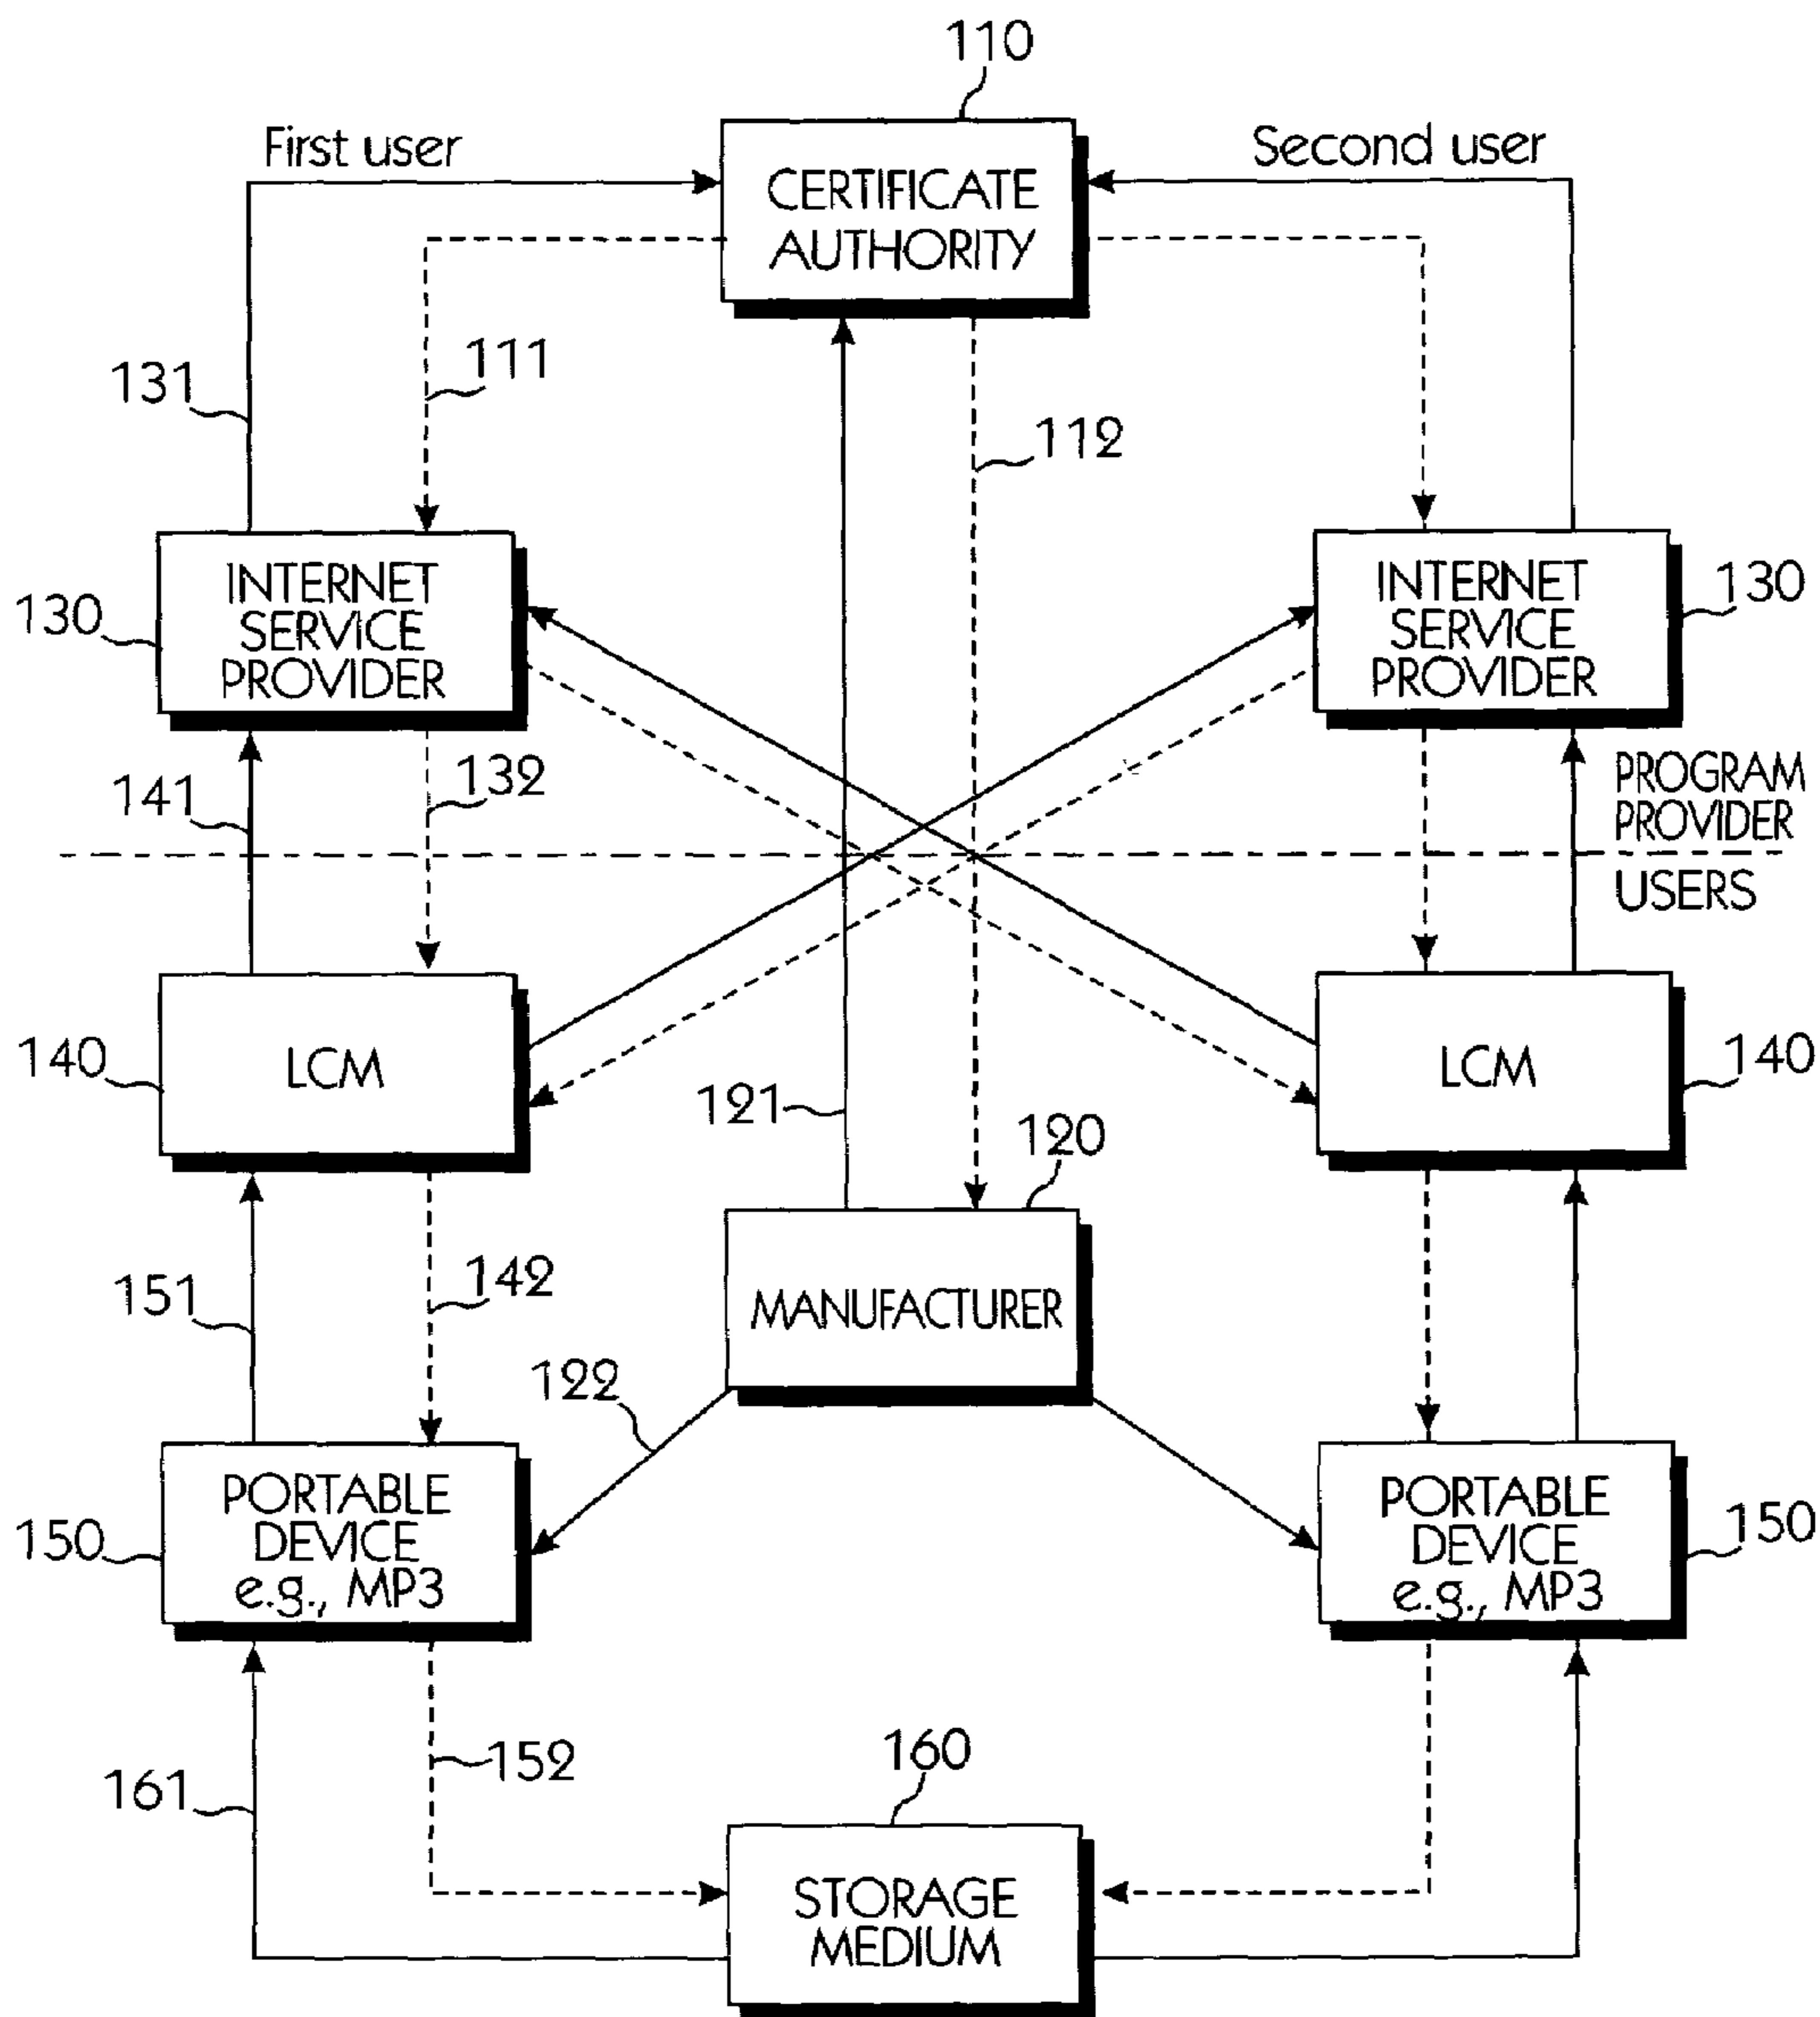 110
First user
Second user
CERTIFICATE
AUTHORITY
131
111
112
130
INTERNET
SERVICE
PROVIDER
INTERNET
SERVICE
PROVIDER
130
141
132
PROGRAM
PROVIDER
USERS
140
LCM
LCM
140
121
120
151
142
MANUFACTURER
122
150
PORTABLE
DEVICE
e.g., MP3
PORTABLE
DEVICE
e.g., MP3
150
161
152
160
STORAGE
MEDIUM